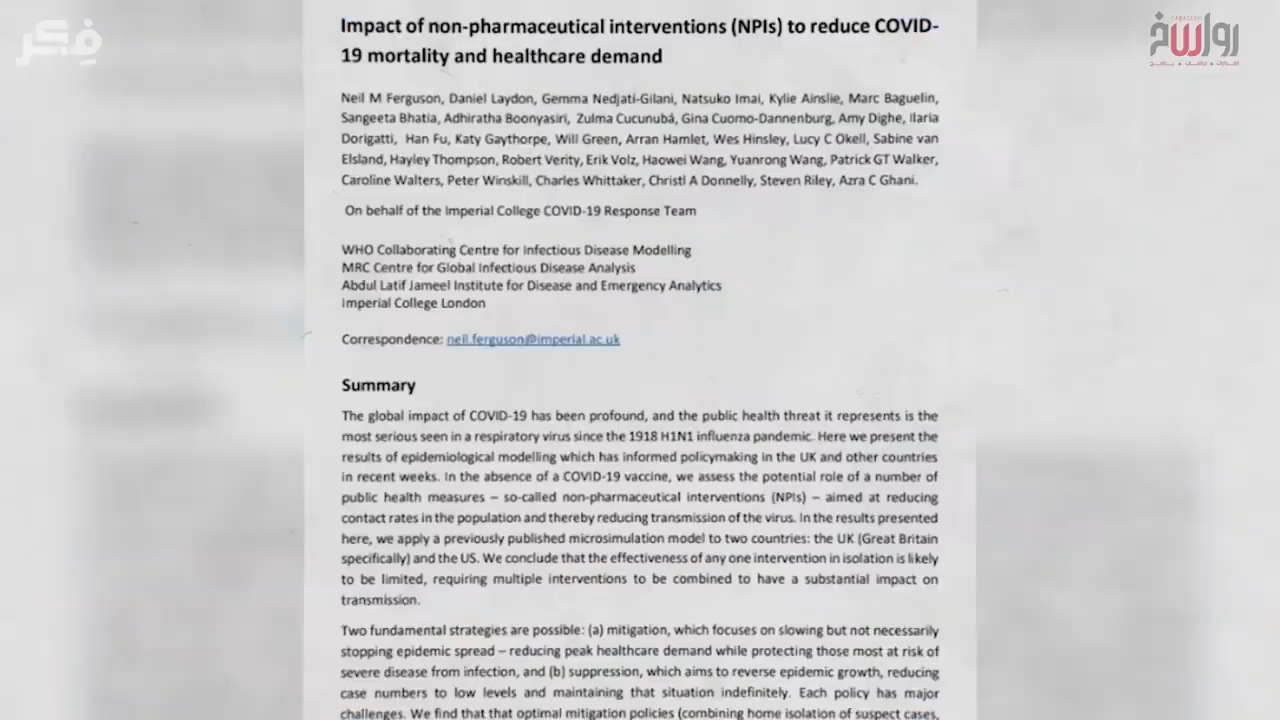 فكر
رواسخ
RAWASEKH
اصدارات • دراسات • برامج
Impact of non-pharmaceutical interventions (NPIs) to reduce COVID-
19 mortality and healthcare demand
Neil M Ferguson, Daniel Laydon, Gemma Nedjati-Gilani, Natsuko Imai, Kylie Ainslie, Marc Baguelin,
Sangeeta Bhatia, Adhiratha Boonyasiri, Zulma Cucunubá, Gina Cuomo-Dannenburg, Amy Dighe, Ilaria
Dorigatti, Han Fu, Katy Gaythorpe, Will Green, Arran Hamlet, Wes Hinsley, Lucy C Okell, Sabine van
Elsland, Hayley Thompson, Robert Verity, Erik Volz, Haowei Wang, Yuanrong Wang, Patrick GT Walker,
Caroline Walters, Peter Winskill, Charles Whittaker, Christl A Donnelly, Steven Riley, Azra C Ghani.
On behalf of the Imperial College COVID-19 Response Team
WHO Collaborating Centre for Infectious Disease Modelling
MRC Centre for Global Infectious Disease Analysis
Abdul Latif Jameel Institute for Disease and Emergency Analytics
Imperial College London
Correspondence: neil.ferguson@imperial.ac.uk
Summary
The global impact of COVID-19 has been profound, and the public health threat it represents is the
most serious seen in a respiratory virus since the 1918 H1N1 influenza pandemic. Here we present the
results of epidemiological modelling which has informed policymaking in the UK and other countries
in recent weeks. In the absence of a COVID-19 vaccine, we assess the potential role of a number of
public health measures – so-called non-pharmaceutical interventions (NPIs) – aimed at reducing
contact rates in the population and thereby reducing transmission of the virus. In the results presented
here, we apply a previously published microsimulation model to two countries: the UK (Great Britain
specifically) and the US. We conclude that the effectiveness of any one intervention in isolation is likely
to be limited, requiring multiple interventions to be combined to have a substantial impact on
transmission.
Two fundamental strategies are possible: (a) mitigation, which focuses on slowing but not necessarily
stopping epidemic spread – reducing peak healthcare demand while protecting those most at risk of
severe disease from infection, and (b) suppression, which aims to reverse epidemic growth, reducing
case numbers to low levels and maintaining that situation indefinitely. Each policy has major
challenges. We find that that optimal mitigation policies (combining home isolation of suspect cases,